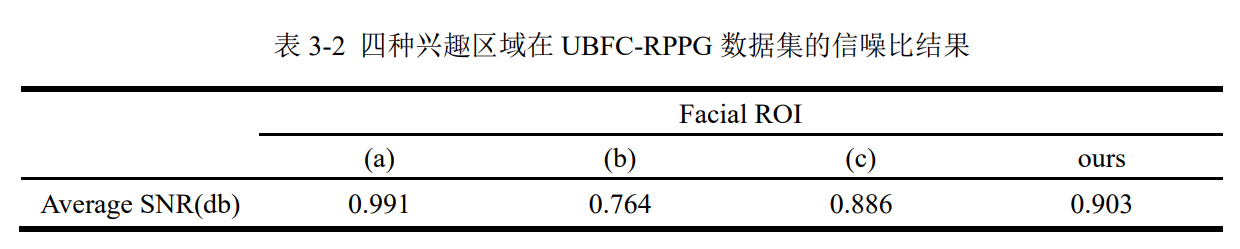 表 3-2 四种兴趣区域在 UBFC-RPPG 数据集的信噪比结果
Facial ROI
(a) (b) (c) ours
Average SNR(db) 0.991 0.764 0.886 0.903